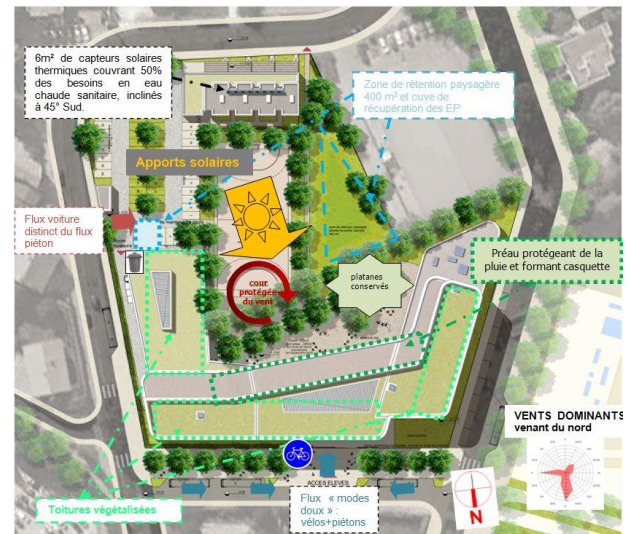 6m² de capteurs solaires
thermiques couvrant 50%
des besoins en eau
chaude sanitaire, inclinés
à 45° Sud.
Zone de rétention paysagère
400 m³ et cuve de
récupération des EP
Apports solaires
Flux voiture
distinct du flux
piéton
cour
protégée
du vent
platanes
conservés
Préau protégeant de la
pluie et formant casquette
VENTS DOMINANTS
venant du nord
ACCES ELEVES
Toitures végétalisées
Flux « modes
doux » :
vélos+piétons
N